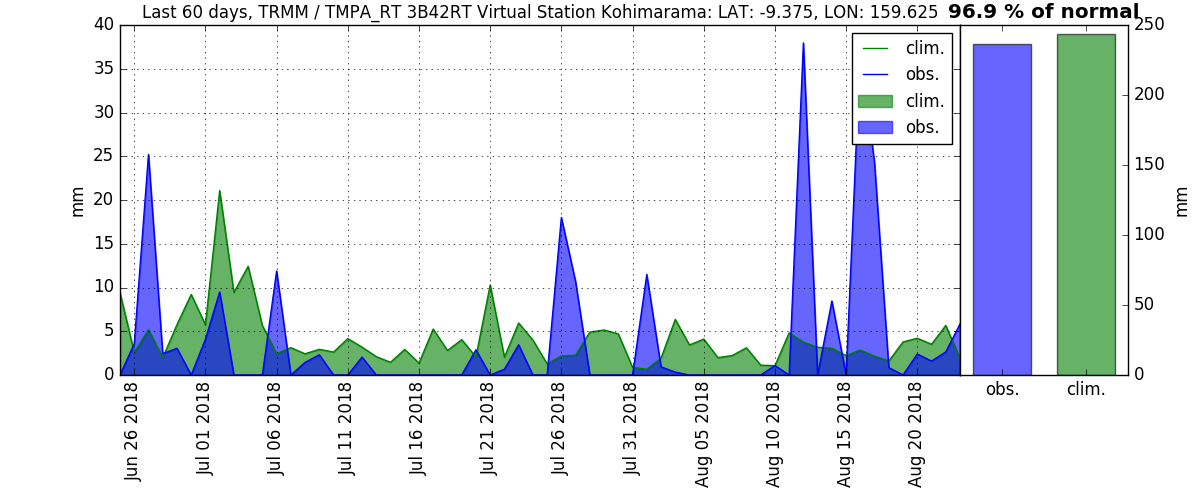 Last 60 days, TRMM / TMPA_RT 3B42RT Virtual Station Kohimarama: LAT: -9.375, LON: 159.625
96.9 % of normal
40
35
30
25
20
15
10
5
0
mm
clim.
obs.
clim.
obs.
250
200
150
100
50
0
mm
Jun 26 2018
Jul 01 2018
Jul 06 2018
Jul 11 2018
Jul 16 2018
Jul 21 2018
Jul 26 2018
Jul 31 2018
Aug 05 2018
Aug 10 2018
Aug 15 2018
Aug 20 2018
obs.
clim.